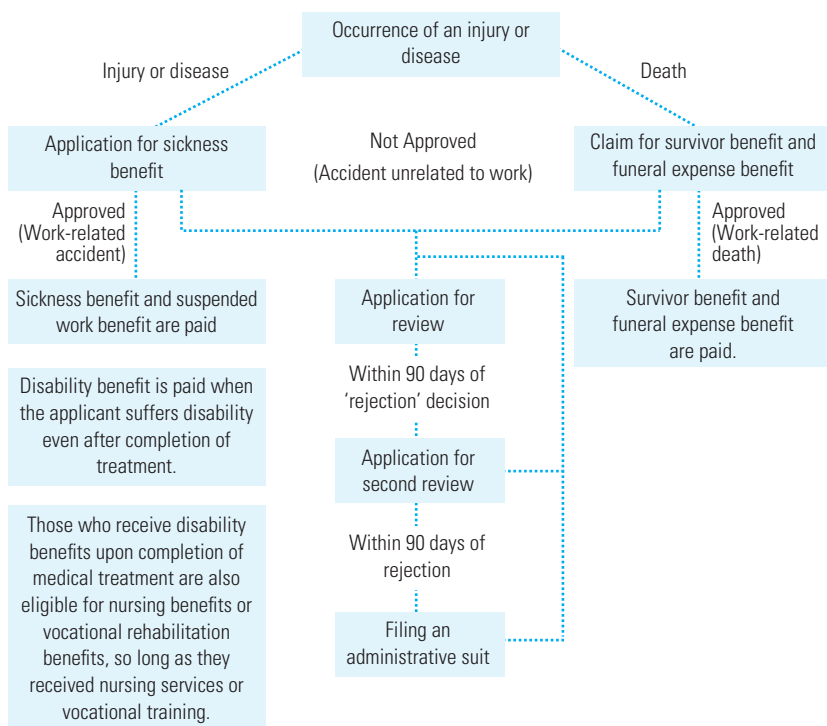 Occurrence of an injury or
disease
Injury or disease
Death
Application for sickness
benefit
Not Approved
(Accident unrelated to work)
Claim for survivor benefit and
funeral expense benefit
Approved
(Work-related
accident)
Approved
(Work-related
death)
Sickness benefit and suspended
work benefit are paid
Application for
review
Survivor benefit and
funeral expense benefit
are paid.
Within 90 days of
‘rejection’ decision
Disability benefit is paid when
the applicant suffers disability
even after completion of
treatment.
Application for
second review
Those who receive disability
benefits upon completion of
medical treatment are also
eligible for nursing benefits or
vocational rehabilitation
benefits, so long as they
received nursing services or
vocational training.
Within 90 days of
rejection
Filing an
administrative suit